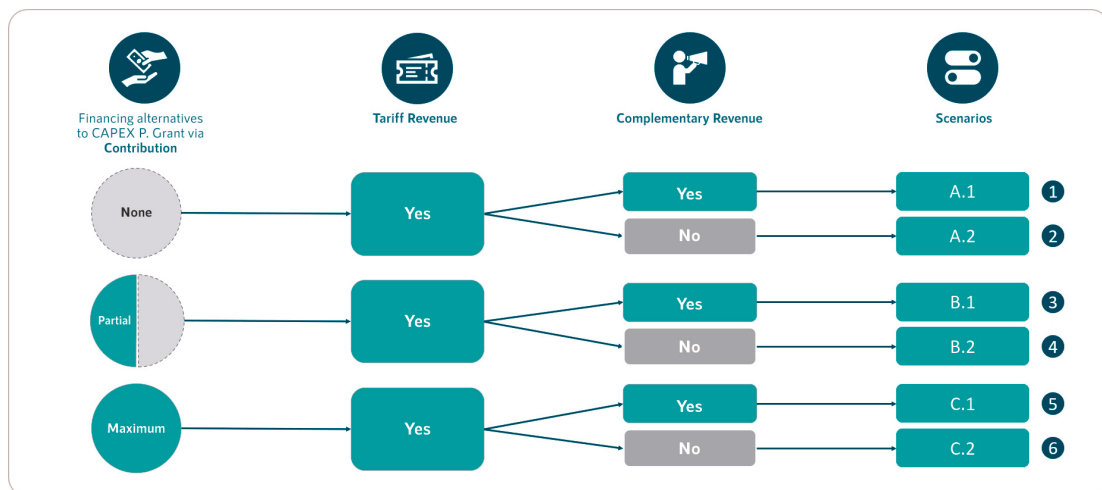 Financing alternatives
to CAPEX P. Grant via
Contribution
Tariff Revenue
Complementary Revenue
Scenarios
None
Yes
Yes
A.1
1
No
A.2
2
Partial
Yes
Yes
B.1
3
No
B.2
4
Maximum
Yes
Yes
C.1
5
No
C.2
6